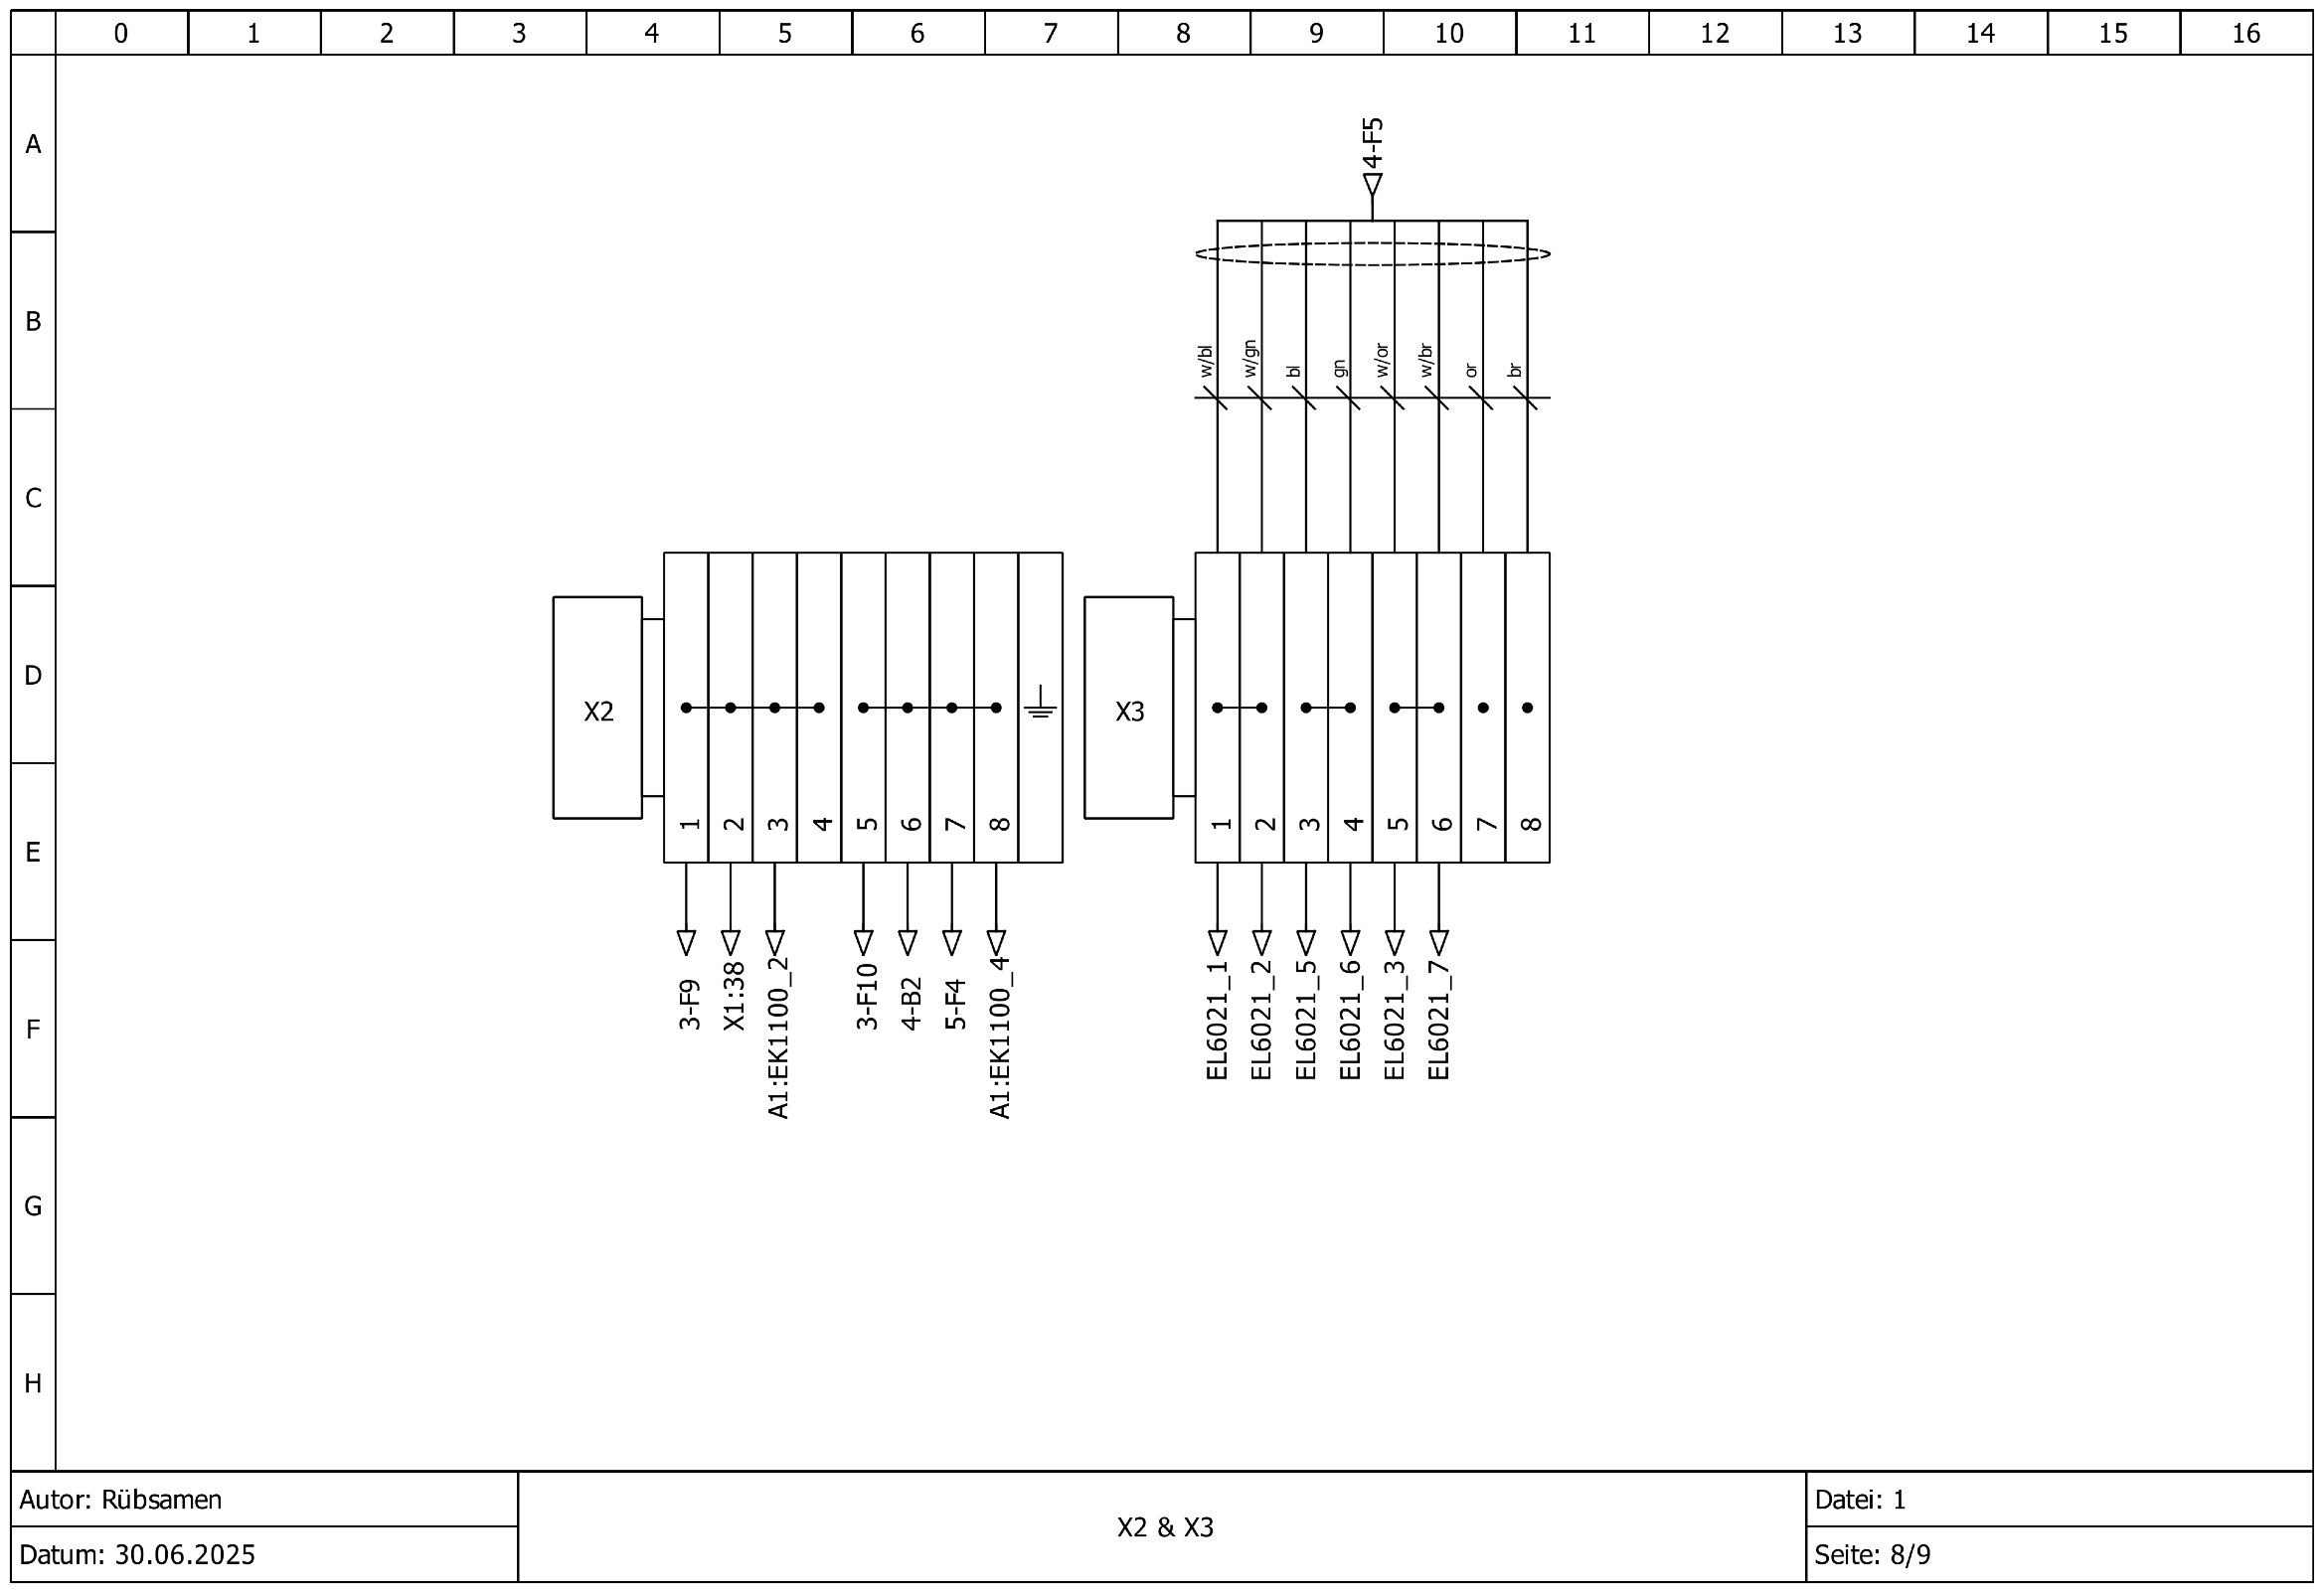 0 1 2 3 4 5 6 7 8 9 10 11 12 13 14 15 16
A
B
C
D
E
F
G
H
4-F5
w/bl w/gn bl gn w/or w/br or br
X2
1 2 3 4 5 6 7 8
3-F9
X1:38
A1:EK1100_2
3-F10
4-B2
5-F4
A1:EK1100_4
X3
1 2 3 4 5 6 7 8
EL6021_1
EL6021_2
EL6021_5
EL6021_6
EL6021_3
EL6021_7
Autor: Rübsamen
Datum: 30.06.2025
X2 & X3
Datei: 1
Seite: 8/9